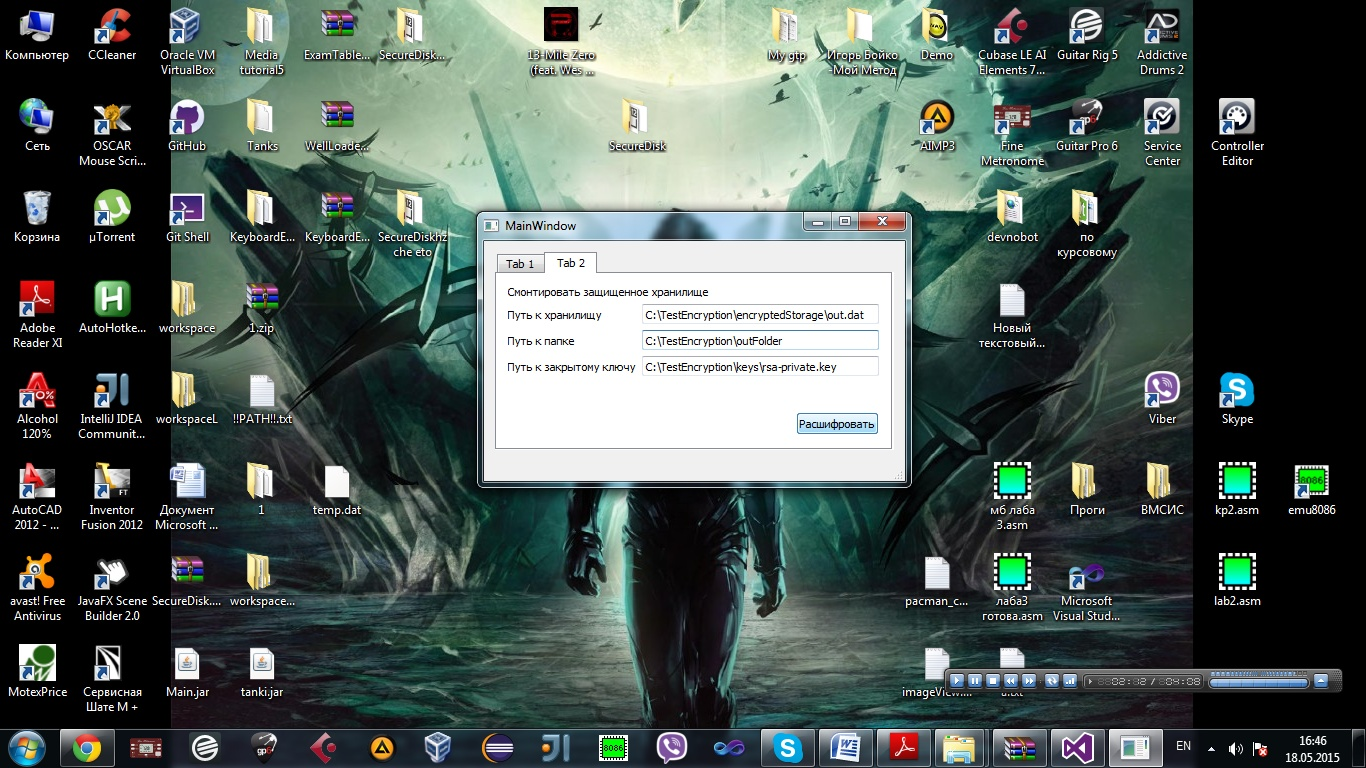 Компьютер
CCleaner
Oracle VM
VirtualBox
Media
tutorial5
ExamTable...
SecureDisk...
13-Mile Zero
(feat. Wes ...
My gtp
Игорь Бойко
-Мой Метод
Demo
Cubase LE AI
Elements 7...
Guitar Rig 5
Addictive
Drums 2
Сеть
OSCAR
Mouse Scri...
GitHub
Tanks
WellLoade...
SecureDisk
AIMP3
Fine
Metronome
Guitar Pro 6
Service
Center
Controller
Editor
Корзина
µTorrent
Git Shell
KeyboardE...
KeyboardE...
SecureDiskhz
che eto
devnobot
по
курсовому
MainWindow
Tab 1
Tab 2
Смонтировать защищенное хранилище
Путь к хранилищу
C:\TestEncryption\encryptedStorage\out.dat
Путь к папке
C:\TestEncryption\outFolder
Путь к закрытому ключу
C:\TestEncryption\keys\rsa-private.key
Расшифровать
Adobe
Reader XI
AutoHotke...
workspace
1.zip
Новый
текстовый...
Alcohol
120%
IntelliJ IDEA
Communit...
workspaceL
!!PATH!!.txt
Viber
Skype
AutoCAD
2012 - ...
Inventor
Fusion 2012
Документ
Microsoft ...
1
temp.dat
мб лаба
3.asm
Проги
ВМСИС
kp2.asm
8086
emu8086
avast! Free
Antivirus
JavaFX Scene
Builder 2.0
SecureDisk....
workspace...
pacman_c...
лаба3
готова.asm
Microsoft
Visual Stud...
lab2.asm
MotexPrice
Сервисная
Шате М +
Main.jar
tanki.jar
imageView...
02:12 / 04:08
8086
EN
16:46
18.05.2015